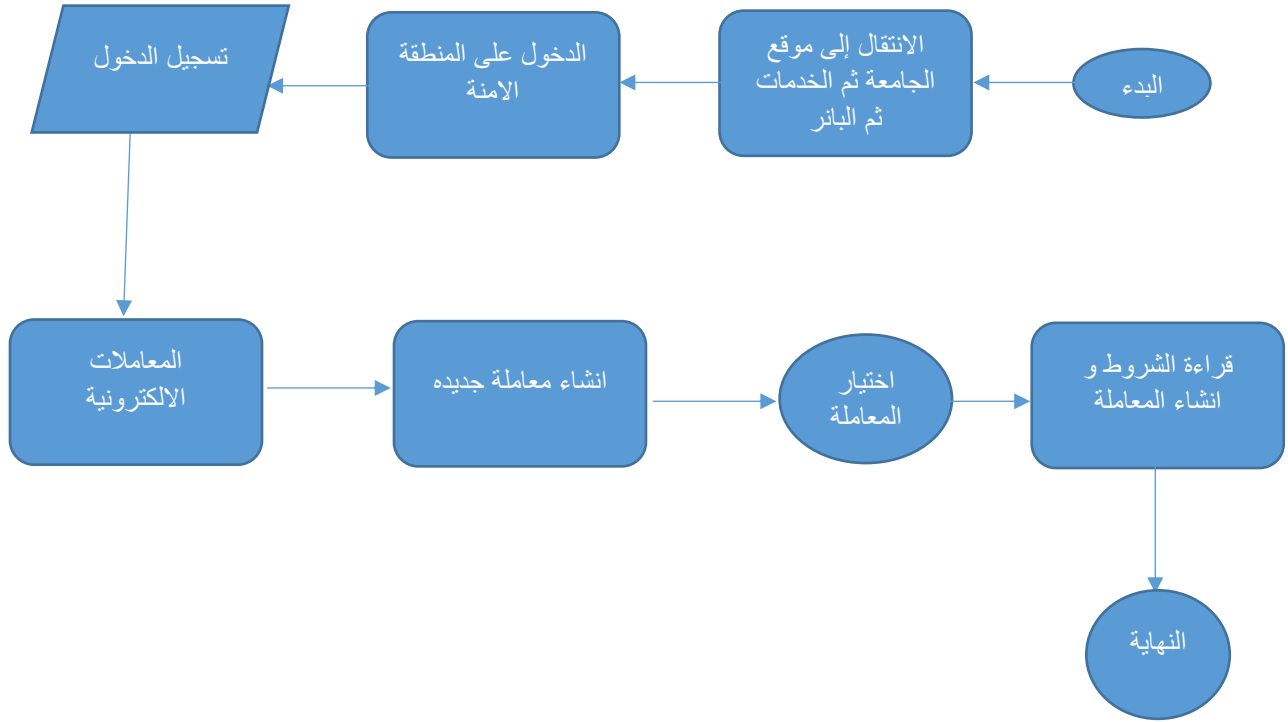 البدء
الانتقال إلى موقع
الجامعة ثم الخدمات
ثم البانر
الدخول على المنطقة
الامنة
تسجيل الدخول
المعاملات
الالكترونية
انشاء معاملة جديده
اختيار
المعاملة
قراءة الشروط و
انشاء المعاملة
النهاية